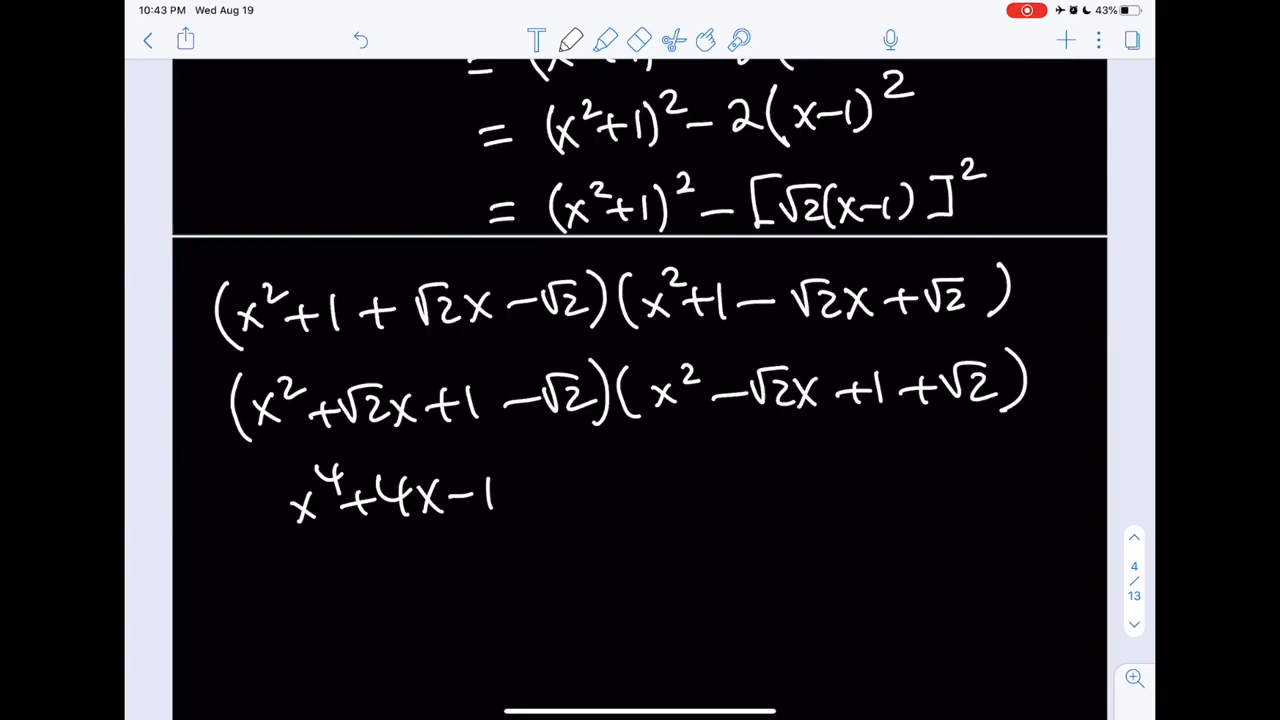 10:43 PM Wed Aug 19 43%
= (x²+1)² − 2(x−1)²
= (x²+1)² − [√2(x−1)]²
(x²+1+√2x−√2)(x²+1−√2x+√2)
(x²+√2x+1−√2)(x²−√2x+1+√2)
x⁴+4x−1
4
/
13